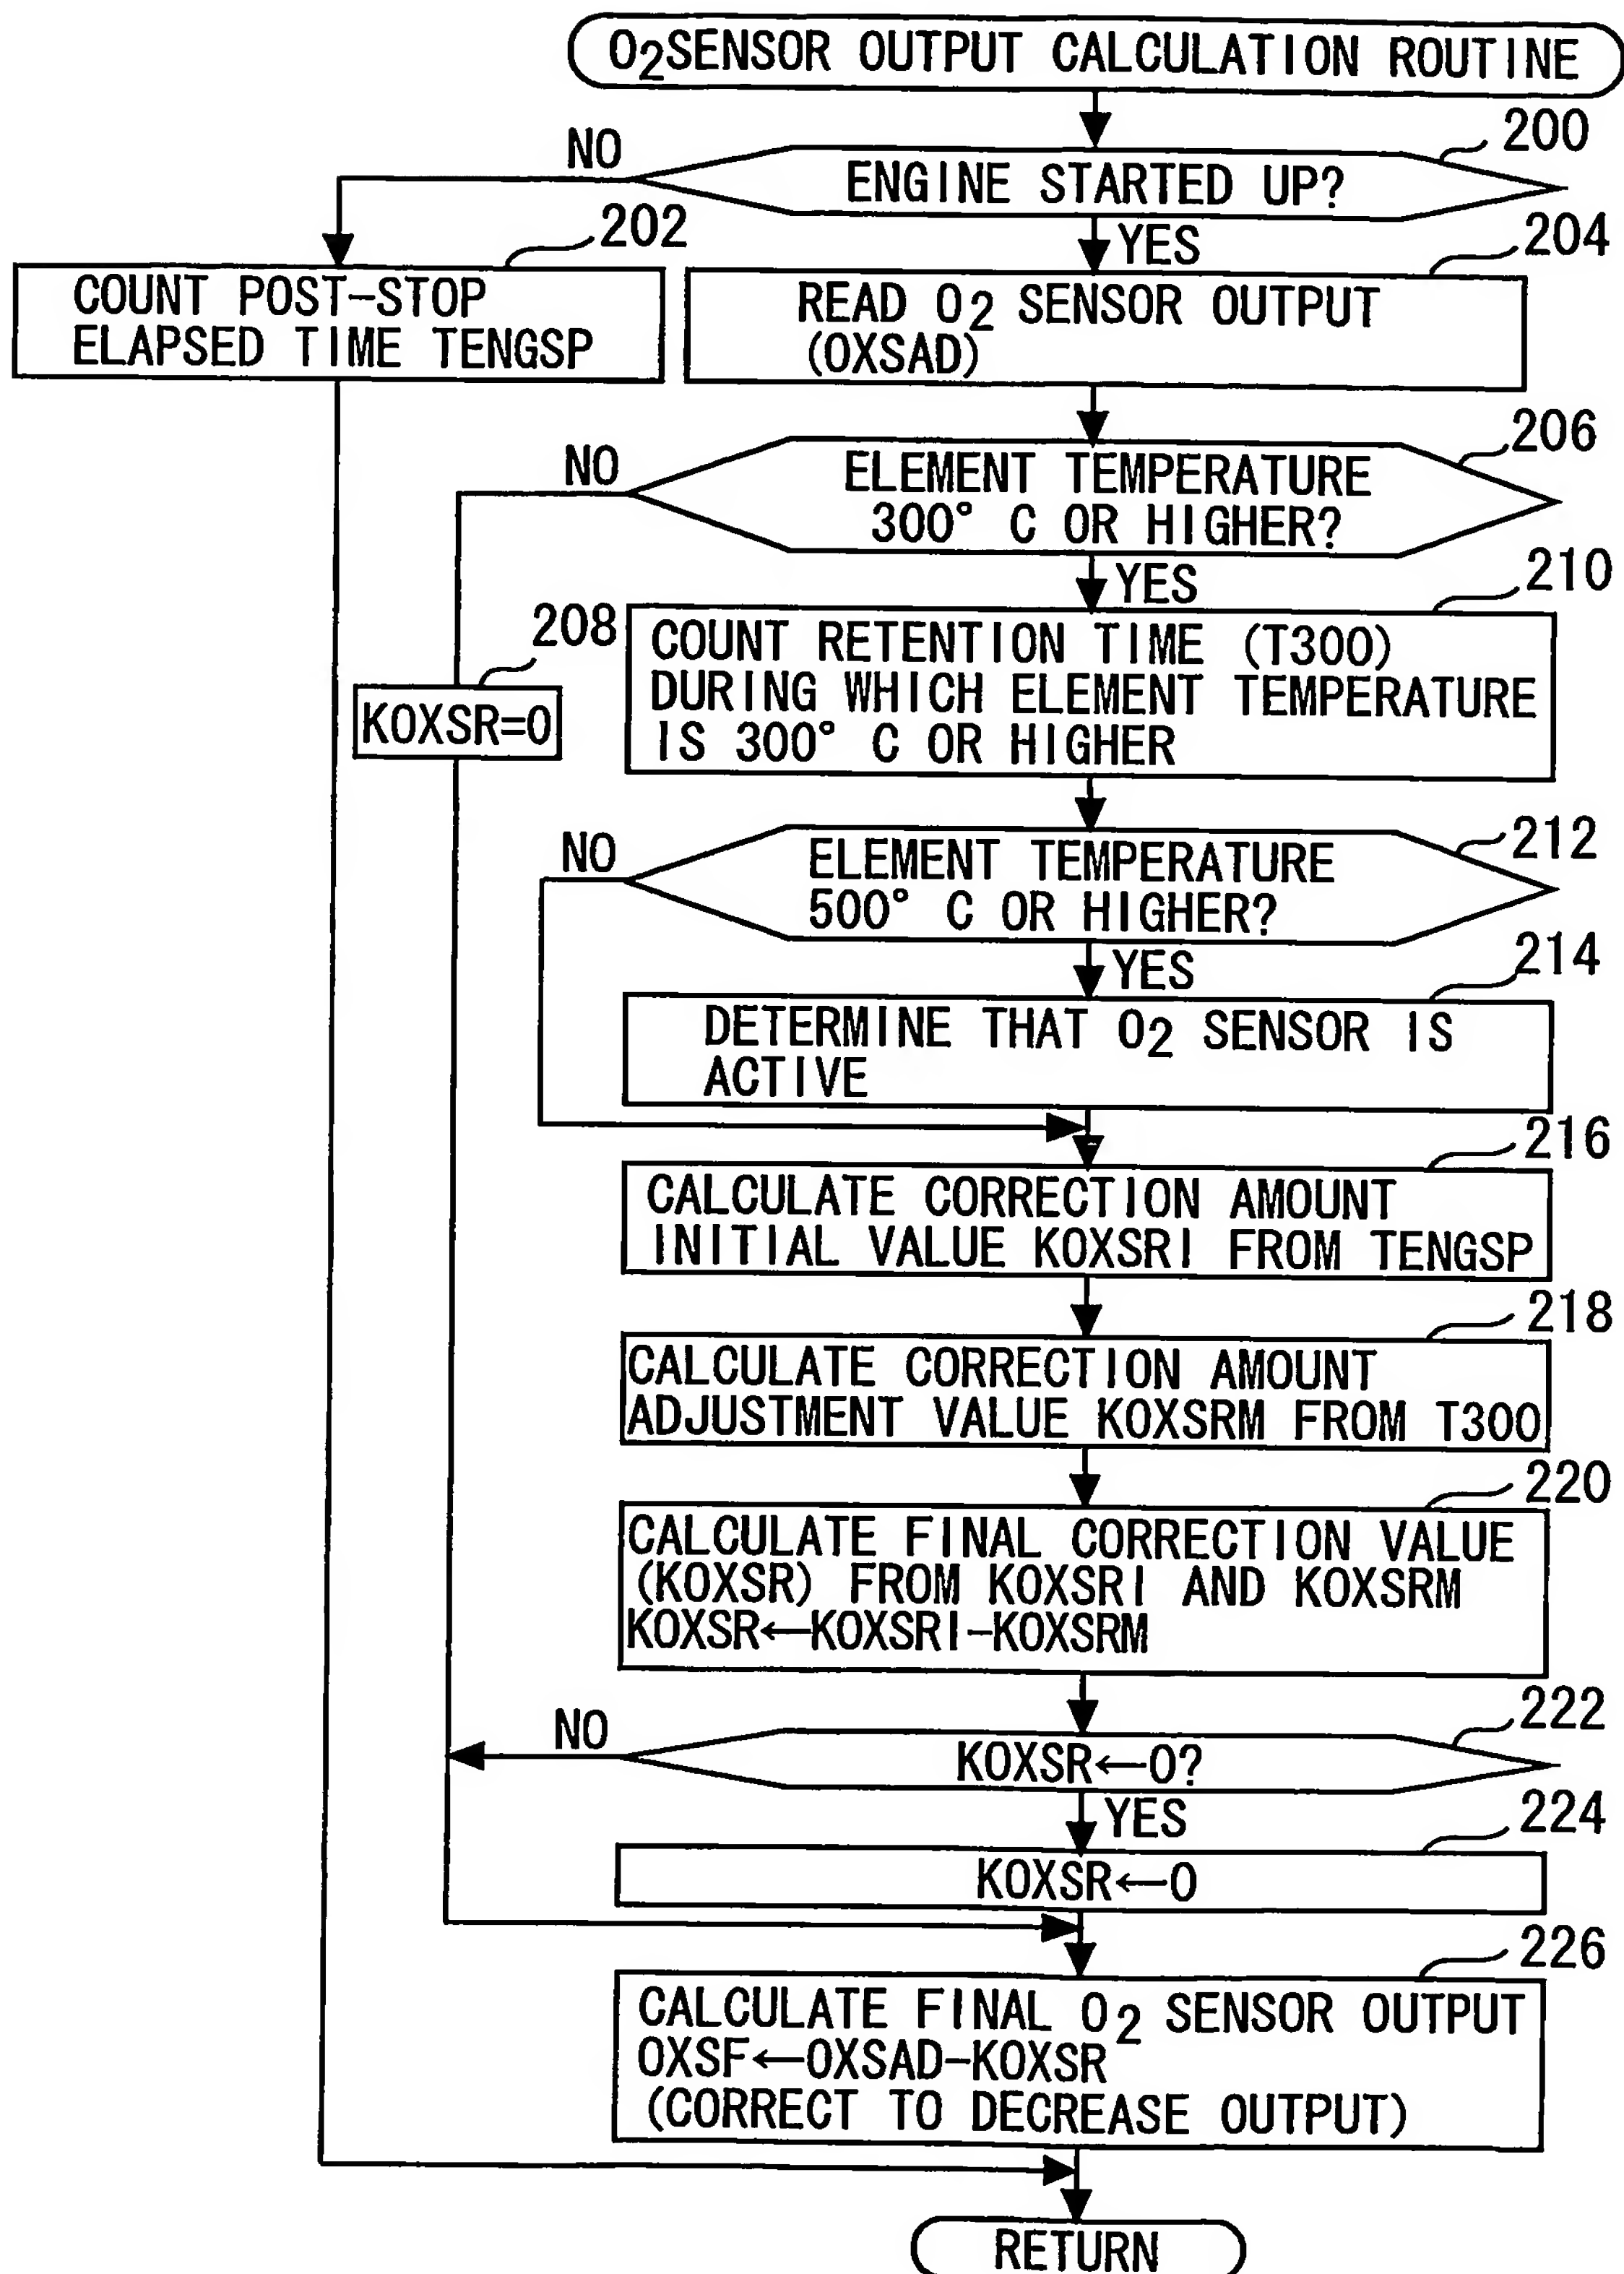 O2SENSOR OUTPUT CALCULATION ROUTINE
200
NO
ENGINE STARTED UP?
YES
202
COUNT POST-STOP
ELAPSED TIME TENGSP
204
READ O2 SENSOR OUTPUT
(OXSAD)
206
NO
ELEMENT TEMPERATURE
300° C OR HIGHER?
YES
208
KOXSR=0
210
COUNT RETENTION TIME (T300)
DURING WHICH ELEMENT TEMPERATURE
IS 300° C OR HIGHER
212
NO
ELEMENT TEMPERATURE
500° C OR HIGHER?
YES
214
DETERMINE THAT O2 SENSOR IS
ACTIVE
216
CALCULATE CORRECTION AMOUNT
INITIAL VALUE KOXSRI FROM TENGSP
218
CALCULATE CORRECTION AMOUNT
ADJUSTMENT VALUE KOXSRM FROM T300
220
CALCULATE FINAL CORRECTION VALUE
(KOXSR) FROM KOXSRI AND KOXSRM
KOXSR←KOXSRI-KOXSRM
222
NO
KOXSR←0?
YES
224
KOXSR←0
226
CALCULATE FINAL O2 SENSOR OUTPUT
OXSF←OXSAD-KOXSR
(CORRECT TO DECREASE OUTPUT)
RETURN